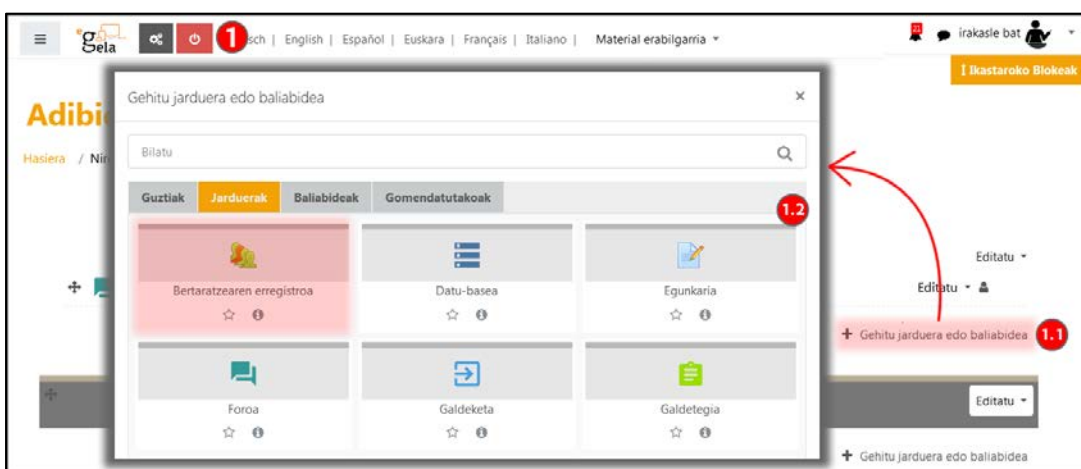 eGela
1
sch | English | Español | Euskara | Français | Italiano | Material erabilgarria
21
irakasle bat
Ikastaroko Blokeak
Gehitu jarduera edo baliabidea ×
Adibi
Bilatu
Hasiera / Nir
Guztiak Jarduerak Baliabideak Gomendatutakoak
1.2
Bertaratzearen erregistroa Datu-basea Egunkaria
Editatu
Editatu
+ Gehitu jarduera edo baliabidea 1.1
Foroa Galdeketa Galdetegia
Editatu
+ Gehitu jarduera edo baliabidea